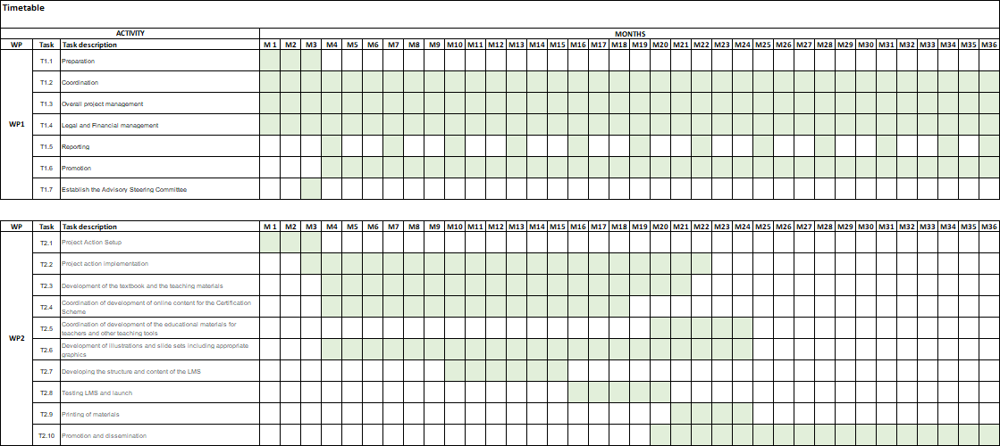 Timetable
ACTIVITY MONTHS
WP Task Task description M 1 M2 M3 M4 M5 M6 M7 M8 M9 M10 M11 M12 M13 M14 M15 M16 M17 M18 M19 M20 M21 M22 M23 M24 M25 M26 M27 M28 M29 M30 M31 M32 M33 M34 M35 M36
T1.1 Preparation
T1.2 Coordination
T1.3 Overall project management
WP1 T1.4 Legal and Financial management
T1.5 Reporting
T1.6 Promotion
T1.7 Establish the Advisory Steering Committee
WP Task Task description M 1 M2 M3 M4 M5 M6 M7 M8 M9 M10 M11 M12 M13 M14 M15 M16 M17 M18 M19 M20 M21 M22 M23 M24 M25 M26 M27 M28 M29 M30 M31 M32 M33 M34 M35 M36
T2.1 Project Action Setup
T2.2 Project action implementation
T2.3 Development of the textbook and the teaching materials
T2.4 Coordination of development of online content for the Certification
Scheme
T2.5 Coordination of development of the educational materials for
teachers and other teaching tools
WP2
T2.6 Development of illustrations and slide sets including appropriate
graphics
T2.7 Developing the structure and content of the LMS
T2.8 Testing LMS and launch
T2.9 Printing of materials
T2.10 Promotion and dissemination